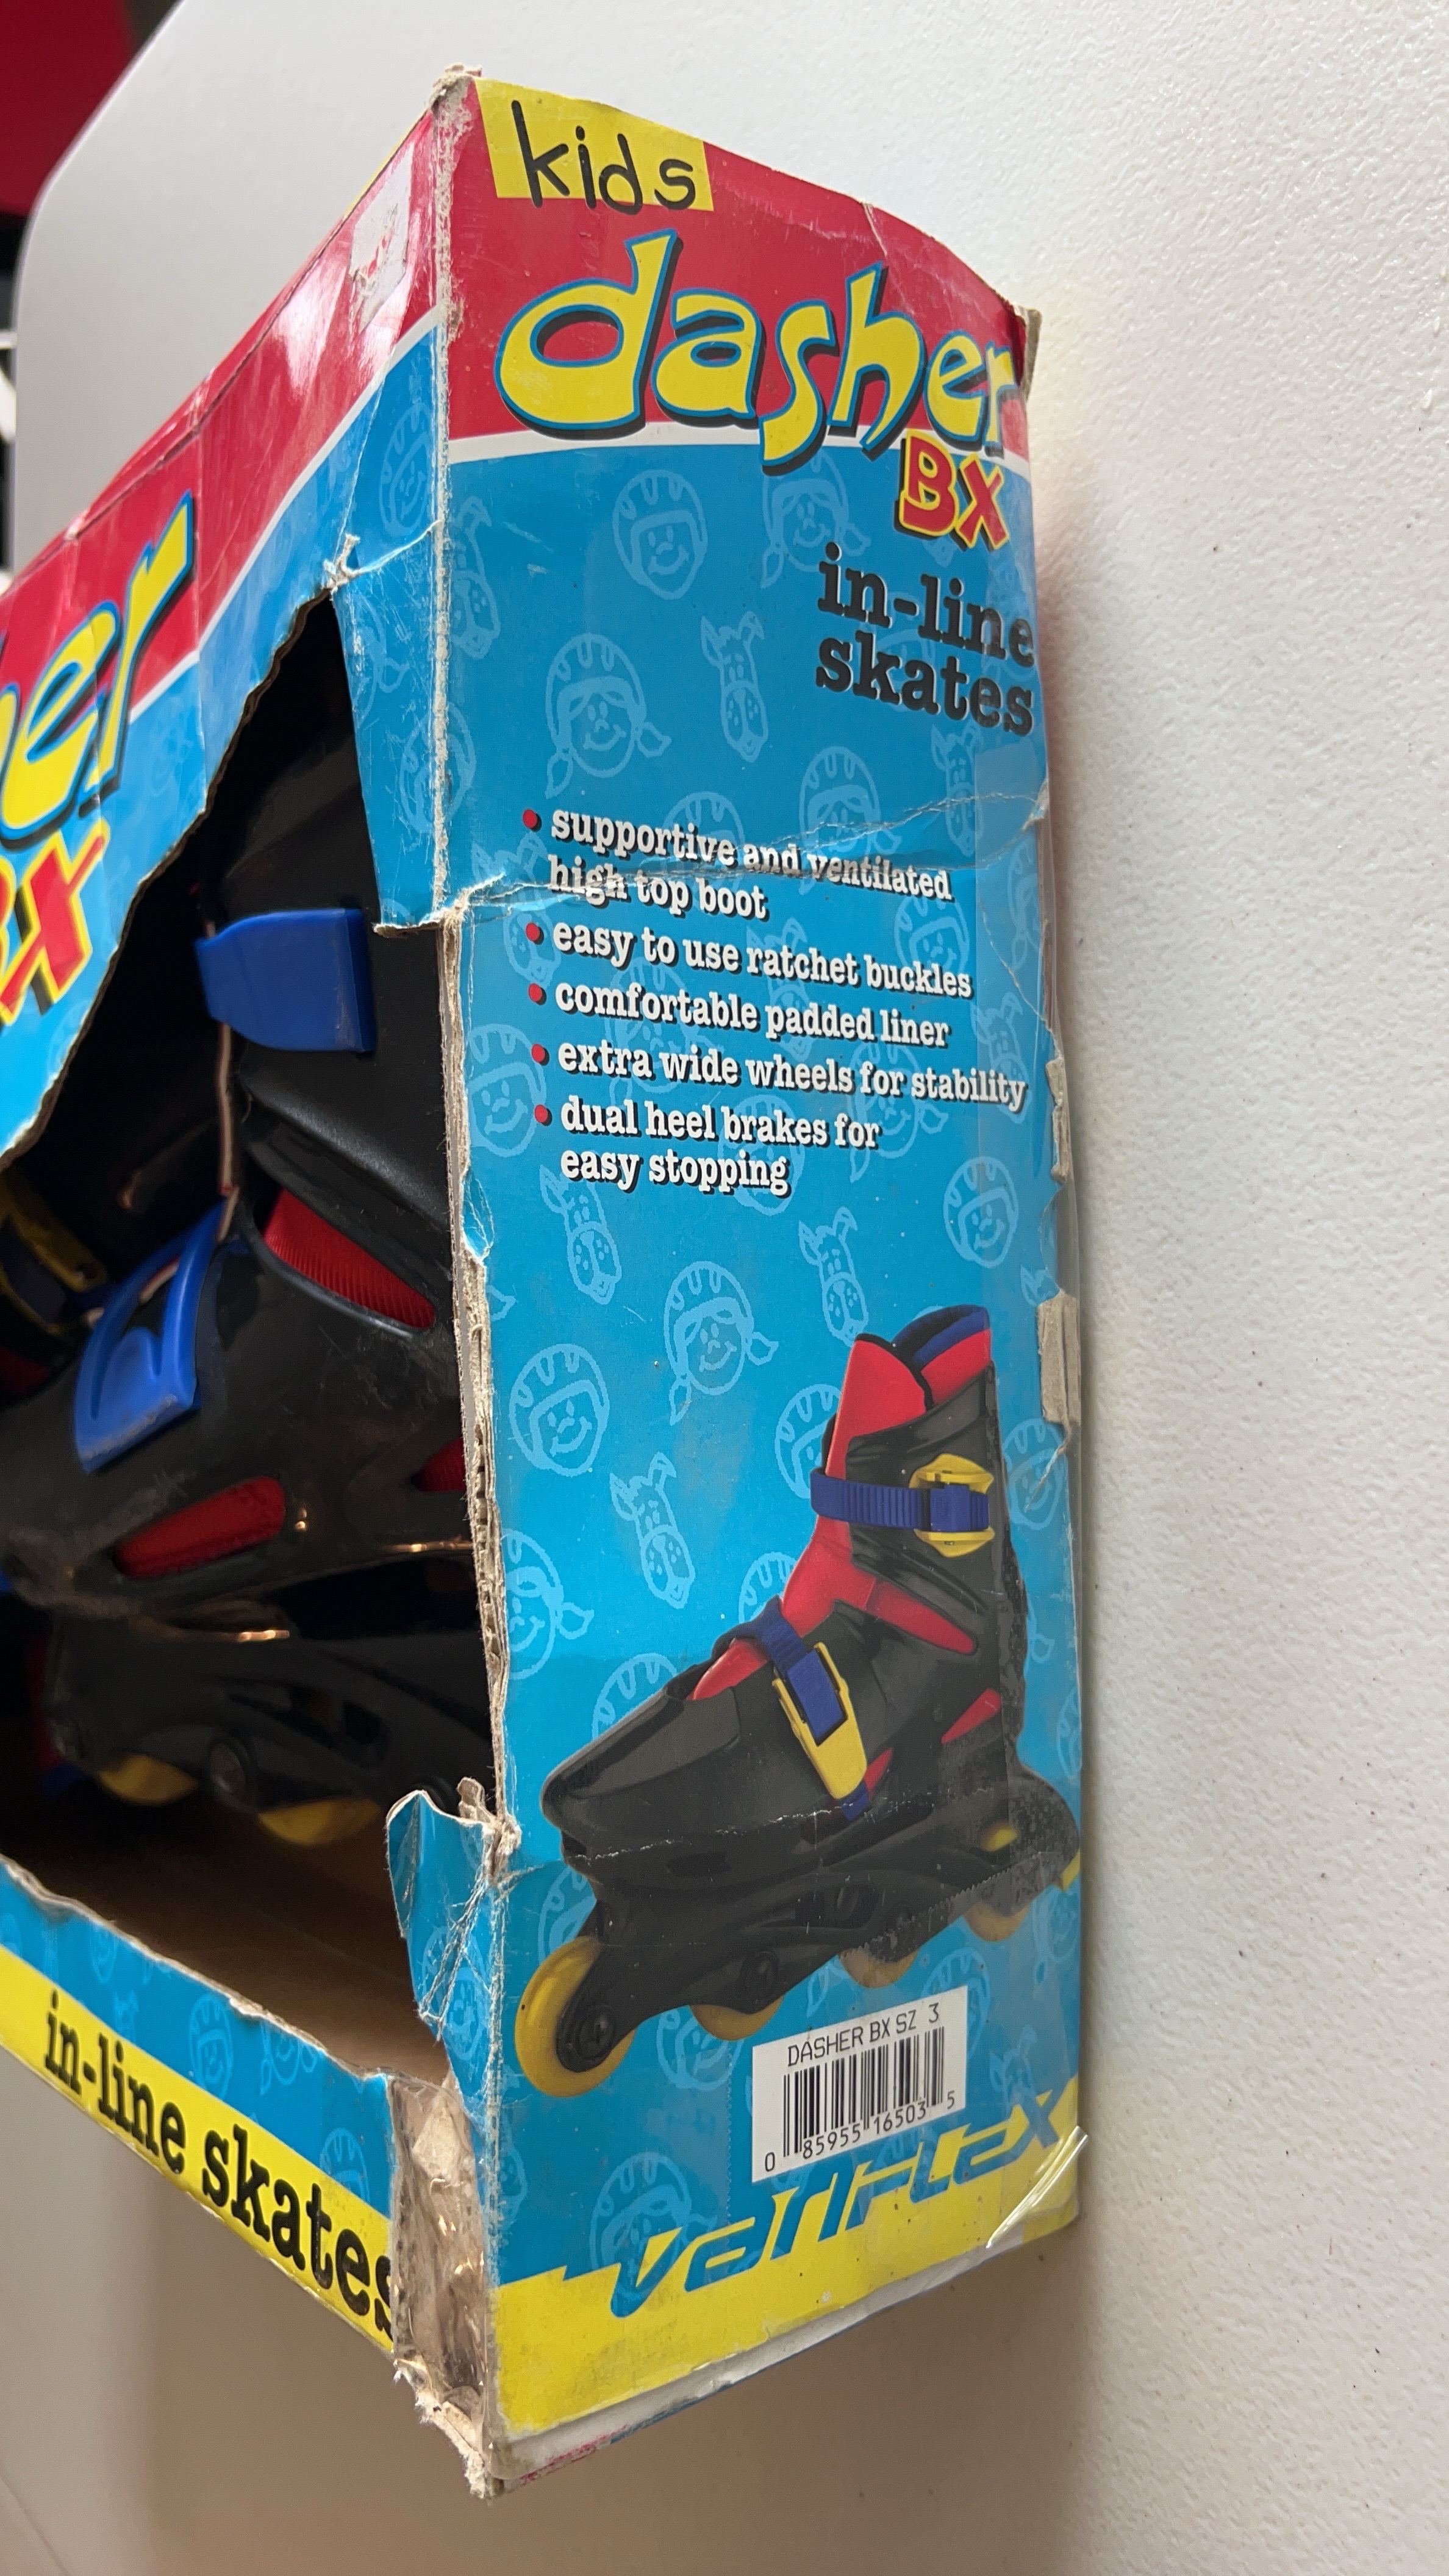 kids
dasher
BX
in-line
skates
• supportive and ventilated
high top boot
• easy to use ratchet buckles
• comfortable padded liner
• extra wide wheels for stability
• dual heel brakes for
easy stopping
DASHER BX SZ 3
0 85955 16503 5
variflex
er
BX
in-line skates